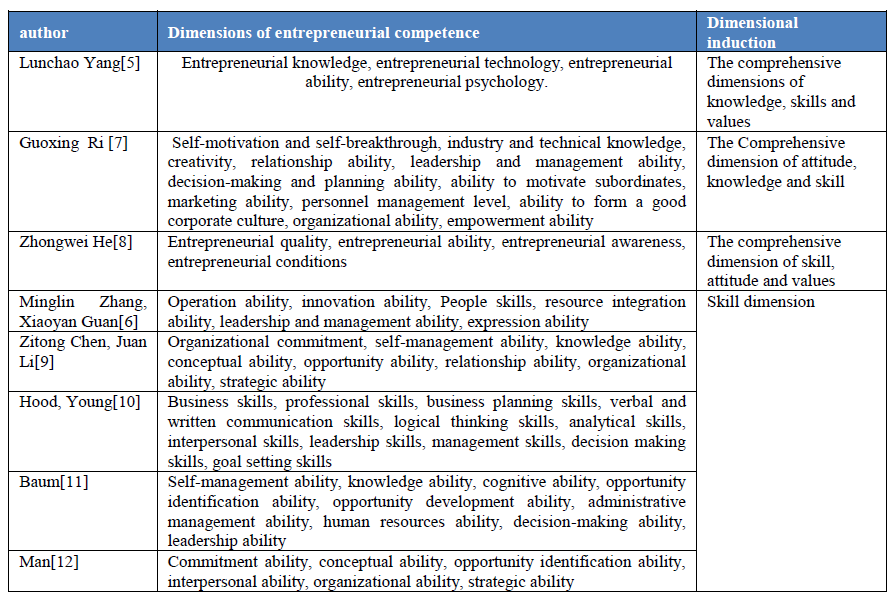 author
Dimensions of entrepreneurial competence
Dimensional
induction
Lunchao Yang[5]
Entrepreneurial knowledge, entrepreneurial technology, entrepreneurial
ability, entrepreneurial psychology.
The comprehensive
dimensions of
knowledge, skills and
values
Guoxing Ri [7]
Self-motivation and self-breakthrough, industry and technical knowledge,
creativity, relationship ability, leadership and management ability,
decision-making and planning ability, ability to motivate subordinates,
marketing ability, personnel management level, ability to form a good
corporate culture, organizational ability, empowerment ability
The Comprehensive
dimension of attitude,
knowledge and skill
Zhongwei He[8]
Entrepreneurial quality, entrepreneurial ability, entrepreneurial awareness,
entrepreneurial conditions
The comprehensive
dimension of skill,
attitude and values
Minglin Zhang,
Xiaoyan Guan[6]
Operation ability, innovation ability, People skills, resource integration
ability, leadership and management ability, expression ability
Skill dimension
Zitong Chen, Juan
Li[9]
Organizational commitment, self-management ability, knowledge ability,
conceptual ability, opportunity ability, relationship ability, organizational
ability, strategic ability
Hood, Young[10]
Business skills, professional skills, business planning skills, verbal and
written communication skills, logical thinking skills, analytical skills,
interpersonal skills, leadership skills, management skills, decision making
skills, goal setting skills
Baum[11]
Self-management ability, knowledge ability, cognitive ability, opportunity
identification ability, opportunity development ability, administrative
management ability, human resources ability, decision-making ability,
leadership ability
Man[12]
Commitment ability, conceptual ability, opportunity identification ability,
interpersonal ability, organizational ability, strategic ability